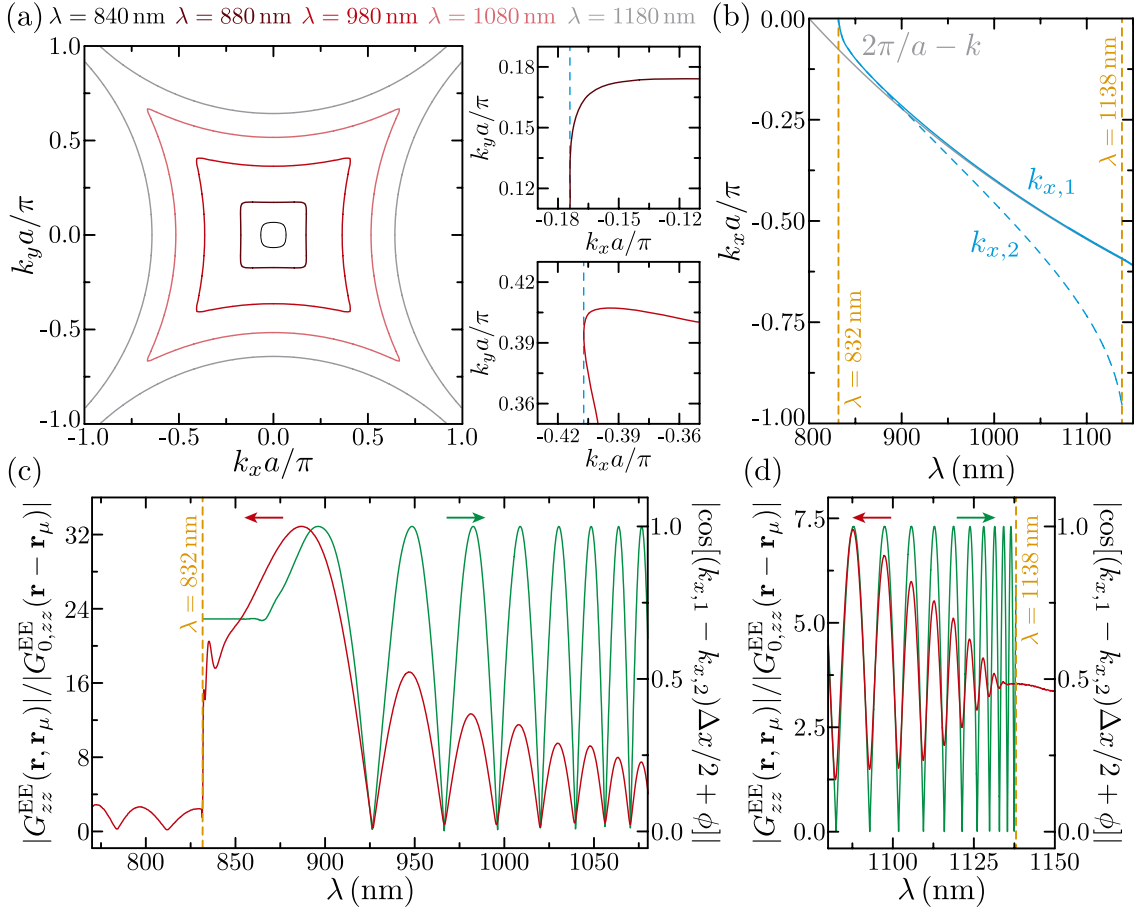 (a) λ = 840 nm λ = 880 nm λ = 980 nm λ = 1080 nm λ = 1180 nm
1.0
0.5
0.0
-0.5
-1.0
k_y a/π
-1.0 -0.5 0.0 0.5 1.0
k_x a/π
0.18
0.15
0.12
k_y a/π
-0.18 -0.15 -0.12
k_x a/π
0.42
0.39
0.36
k_y a/π
-0.42 -0.39 -0.36
k_x a/π
(b)
0.00
-0.25
-0.50
-0.75
-1.00
k_x a/π
2π/a − k
λ = 1138 nm
k_{x,1}
k_{x,2}
λ = 832 nm
800 900 1000 1100
λ (nm)
(c)
|G_{zz}^{EE}(r, r_μ)|/|G_{0,zz}^{EE}(r − r_μ)|
32
24
16
8
0
λ = 832 nm
1.0
0.5
0.0
|cos[(k_{x,1} − k_{x,2})Δx/2 + ϕ]|
800 850 900 950 1000 1050
λ (nm)
(d)
|G_{zz}^{EE}(r, r_μ)|/|G_{0,zz}^{EE}(r − r_μ)|
7.5
5.0
2.5
0.0
λ = 1138 nm
1.0
0.5
0.0
|cos[(k_{x,1} − k_{x,2})Δx/2 + ϕ]|
1100 1125 1150
λ (nm)